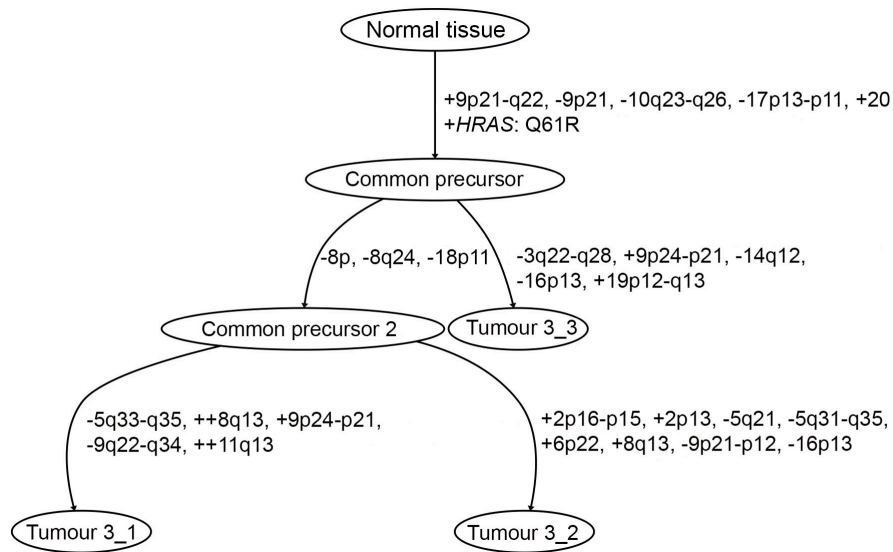 Normal tissue
+9p21-q22, -9p21, -10q23-q26, -17p13-p11, +20
+HRAS: Q61R
Common precursor
-8p, -8q24, -18p11
-3q22-q28, +9p24-p21, -14q12,
-16p13, +19p12-q13
Common precursor 2
Tumour 3_3
-5q33-q35, ++8q13, +9p24-p21,
-9q22-q34, ++11q13
+2p16-p15, +2p13, -5q21, -5q31-q35,
+6p22, +8q13, -9p21-p12, -16p13
Tumour 3_1
Tumour 3_2